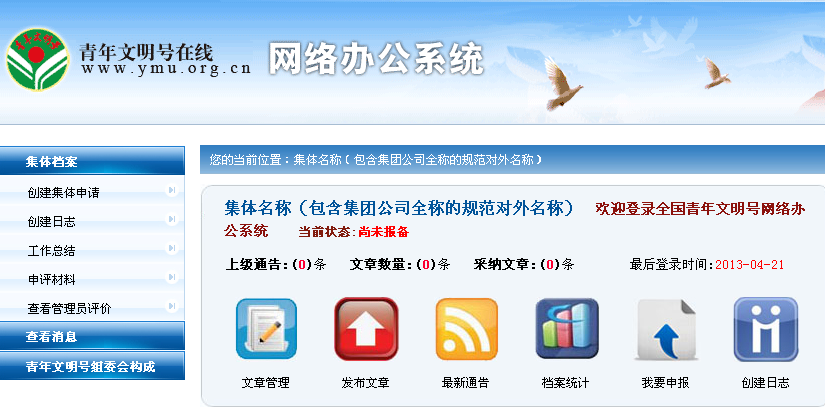 青年文明号
青年文明号在线
www.ymu.org.cn
网络办公系统
集体档案
创建集体申请
创建日志
工作总结
申评材料
查看管理员评价
查看消息
青年文明号组委会构成
您的当前位置：集体名称（包含集团公司全称的规范对外名称）
集体名称（包含集团公司全称的规范对外名称） 欢迎登录全国青年文明号网络办
公系统 当前状态:尚未报备
上级通告:(0)条 文章数量:(0)条 采纳文章:(0)条 最后登录时间:2013-04-21
文章管理 发布文章 最新通告 档案统计 我要申报 创建日志